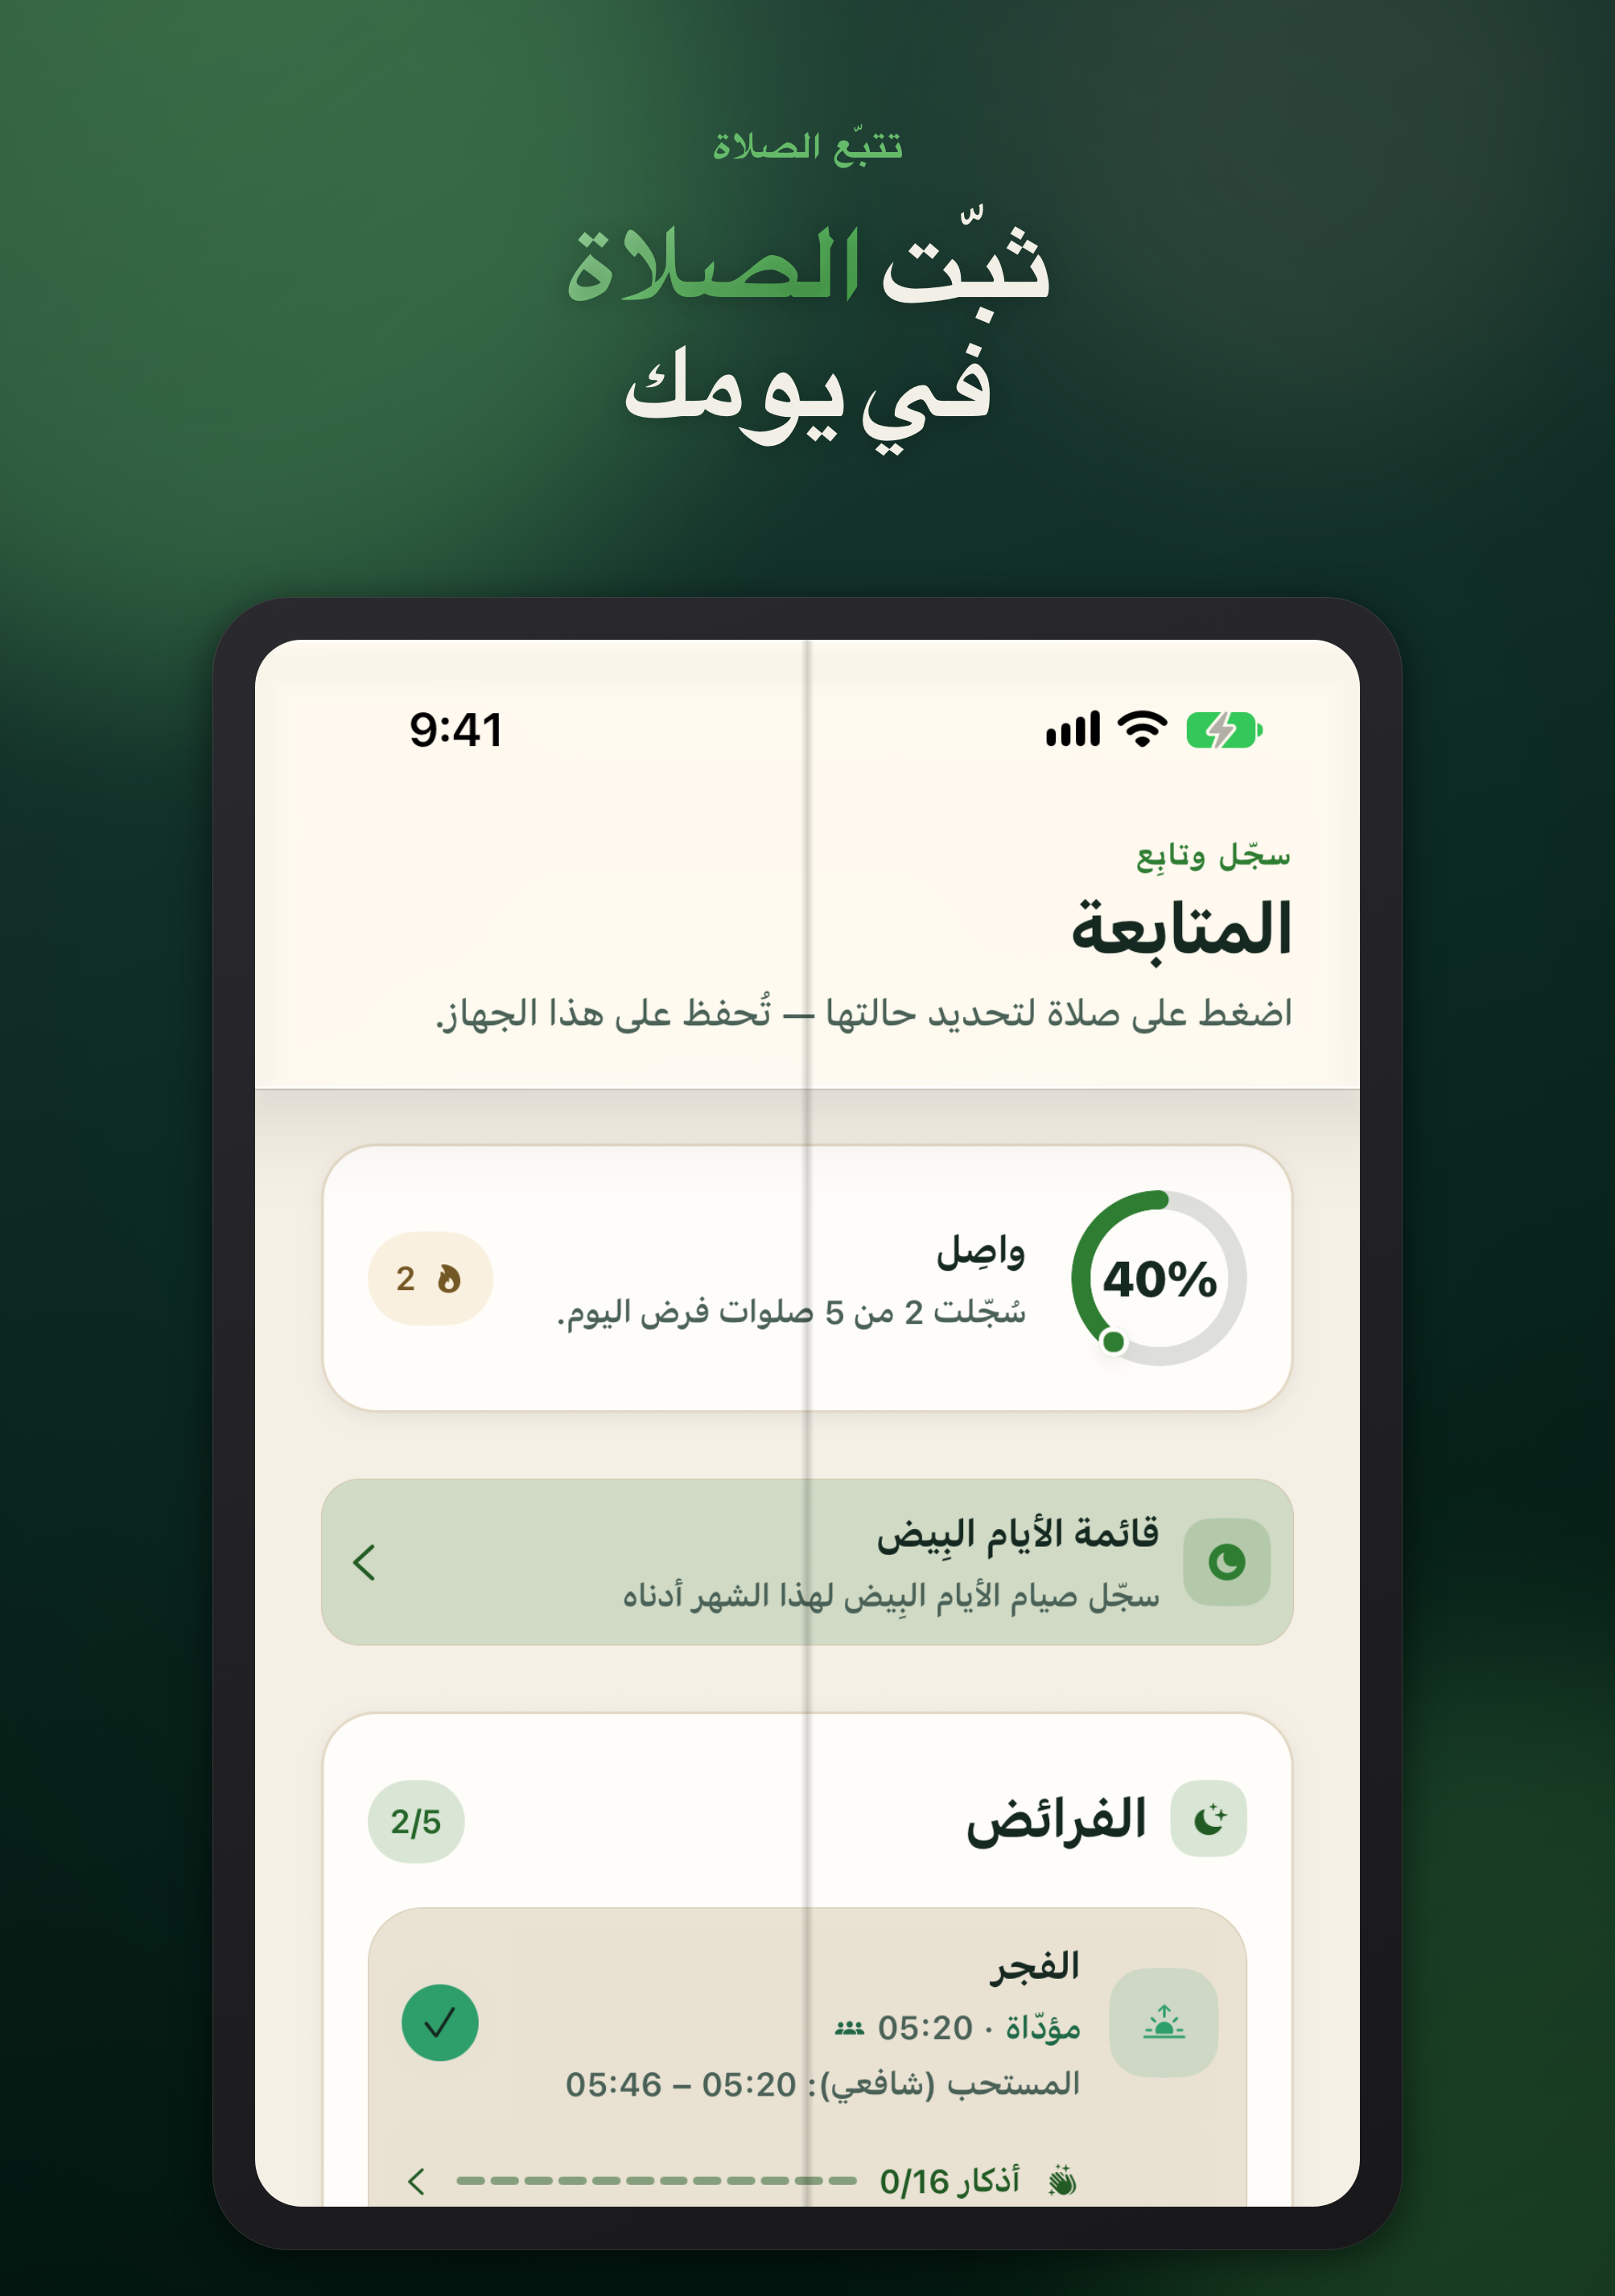 تتبّع الصلاة
ثبّت الصلاة
في يومك
9:41
سجّل وتابِع
المتابعة
اضغط على صلاة لتحديد حالتها — تُحفظ على هذا الجهاز.
40%
واصِل
سُجّلت 2 من 5 صلوات فرض اليوم.
2
قائمة الأيام البِيض
سجّل صيام الأيام البِيض لهذا الشهر أدناه
الفرائض
2/5
الفجر
مؤدّاة · 05:20
المستحب (شافعي): 05:20 – 05:46
أذكار 0/16